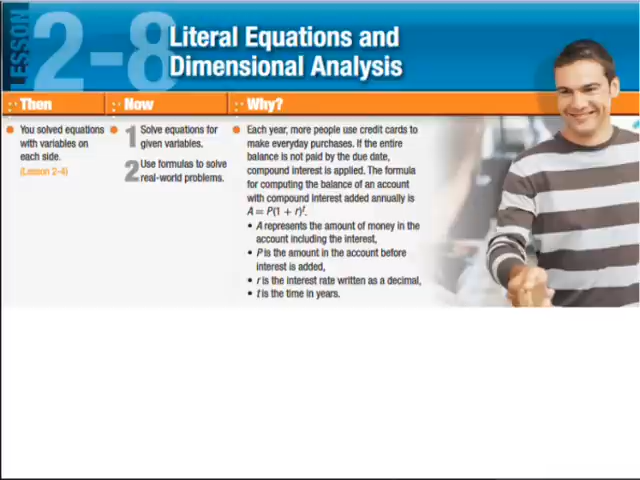 LESSON
2-8
Literal Equations and
Dimensional Analysis
Then
Now
Why?
You solved equations
with variables on
each side.
(Lesson 2-4)
1 Solve equations for
given variables.
2 Use formulas to solve
real-world problems.
Each year, more people use credit cards to
make everyday purchases. If the entire
balance is not paid by the due date,
compound interest is applied. The formula
for computing the balance of an account
with compound interest added annually is
A = P(1 + r)ᵗ.
• A represents the amount of money in the
account including the interest,
• P is the amount in the account before
interest is added,
• r is the interest rate written as a decimal,
• t is the time in years.